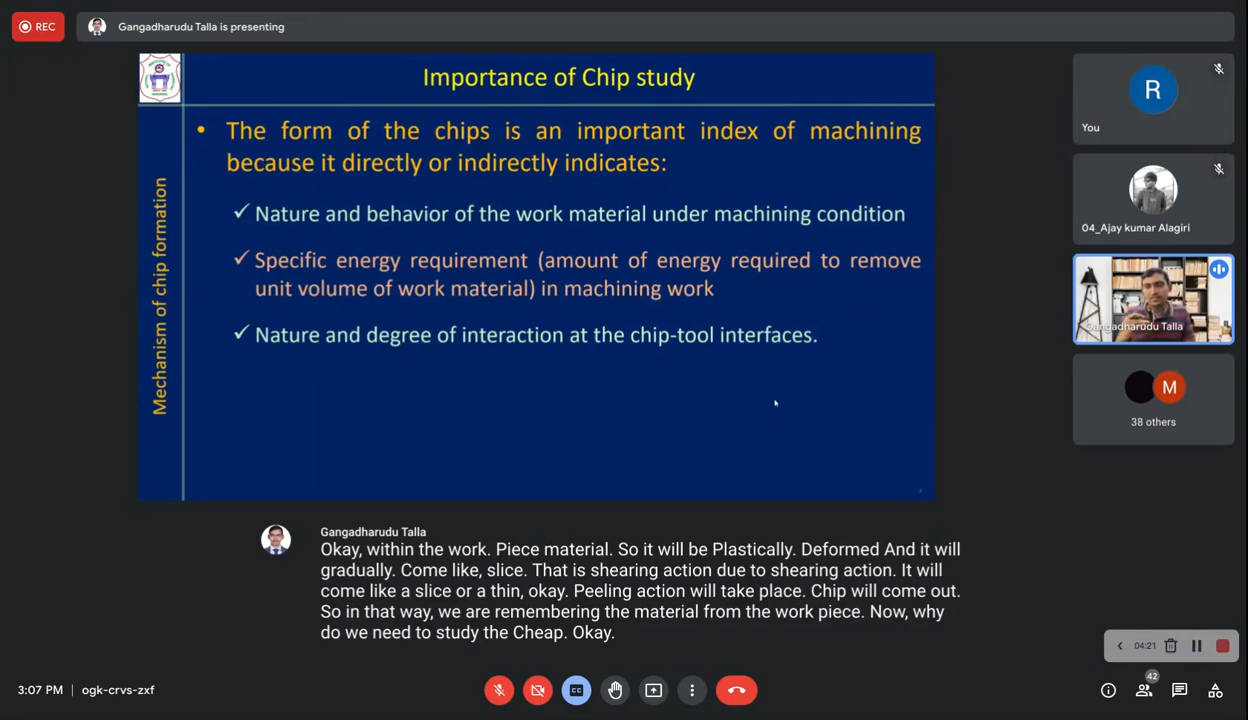 REC
Gangadharudu Talla is presenting
Importance of Chip study
Mechanism of chip formation
• The form of the chips is an important index of machining
because it directly or indirectly indicates:
✓ Nature and behavior of the work material under machining condition
✓ Specific energy requirement (amount of energy required to remove
unit volume of work material) in machining work
✓ Nature and degree of interaction at the chip-tool interfaces.
R
You
04_Ajay kumar Alagiri
Gangadharudu Talla
M
38 others
Gangadharudu Talla
Okay, within the work. Piece material. So it will be Plastically. Deformed And it will
gradually. Come like, slice. That is shearing action due to shearing action. It will
come like a slice or a thin, okay. Peeling action will take place. Chip will come out.
So in that way, we are remembering the material from the work piece. Now, why
do we need to study the Cheap. Okay.
04:21
3:07 PM | ogk-crvs-zxf
CC
42